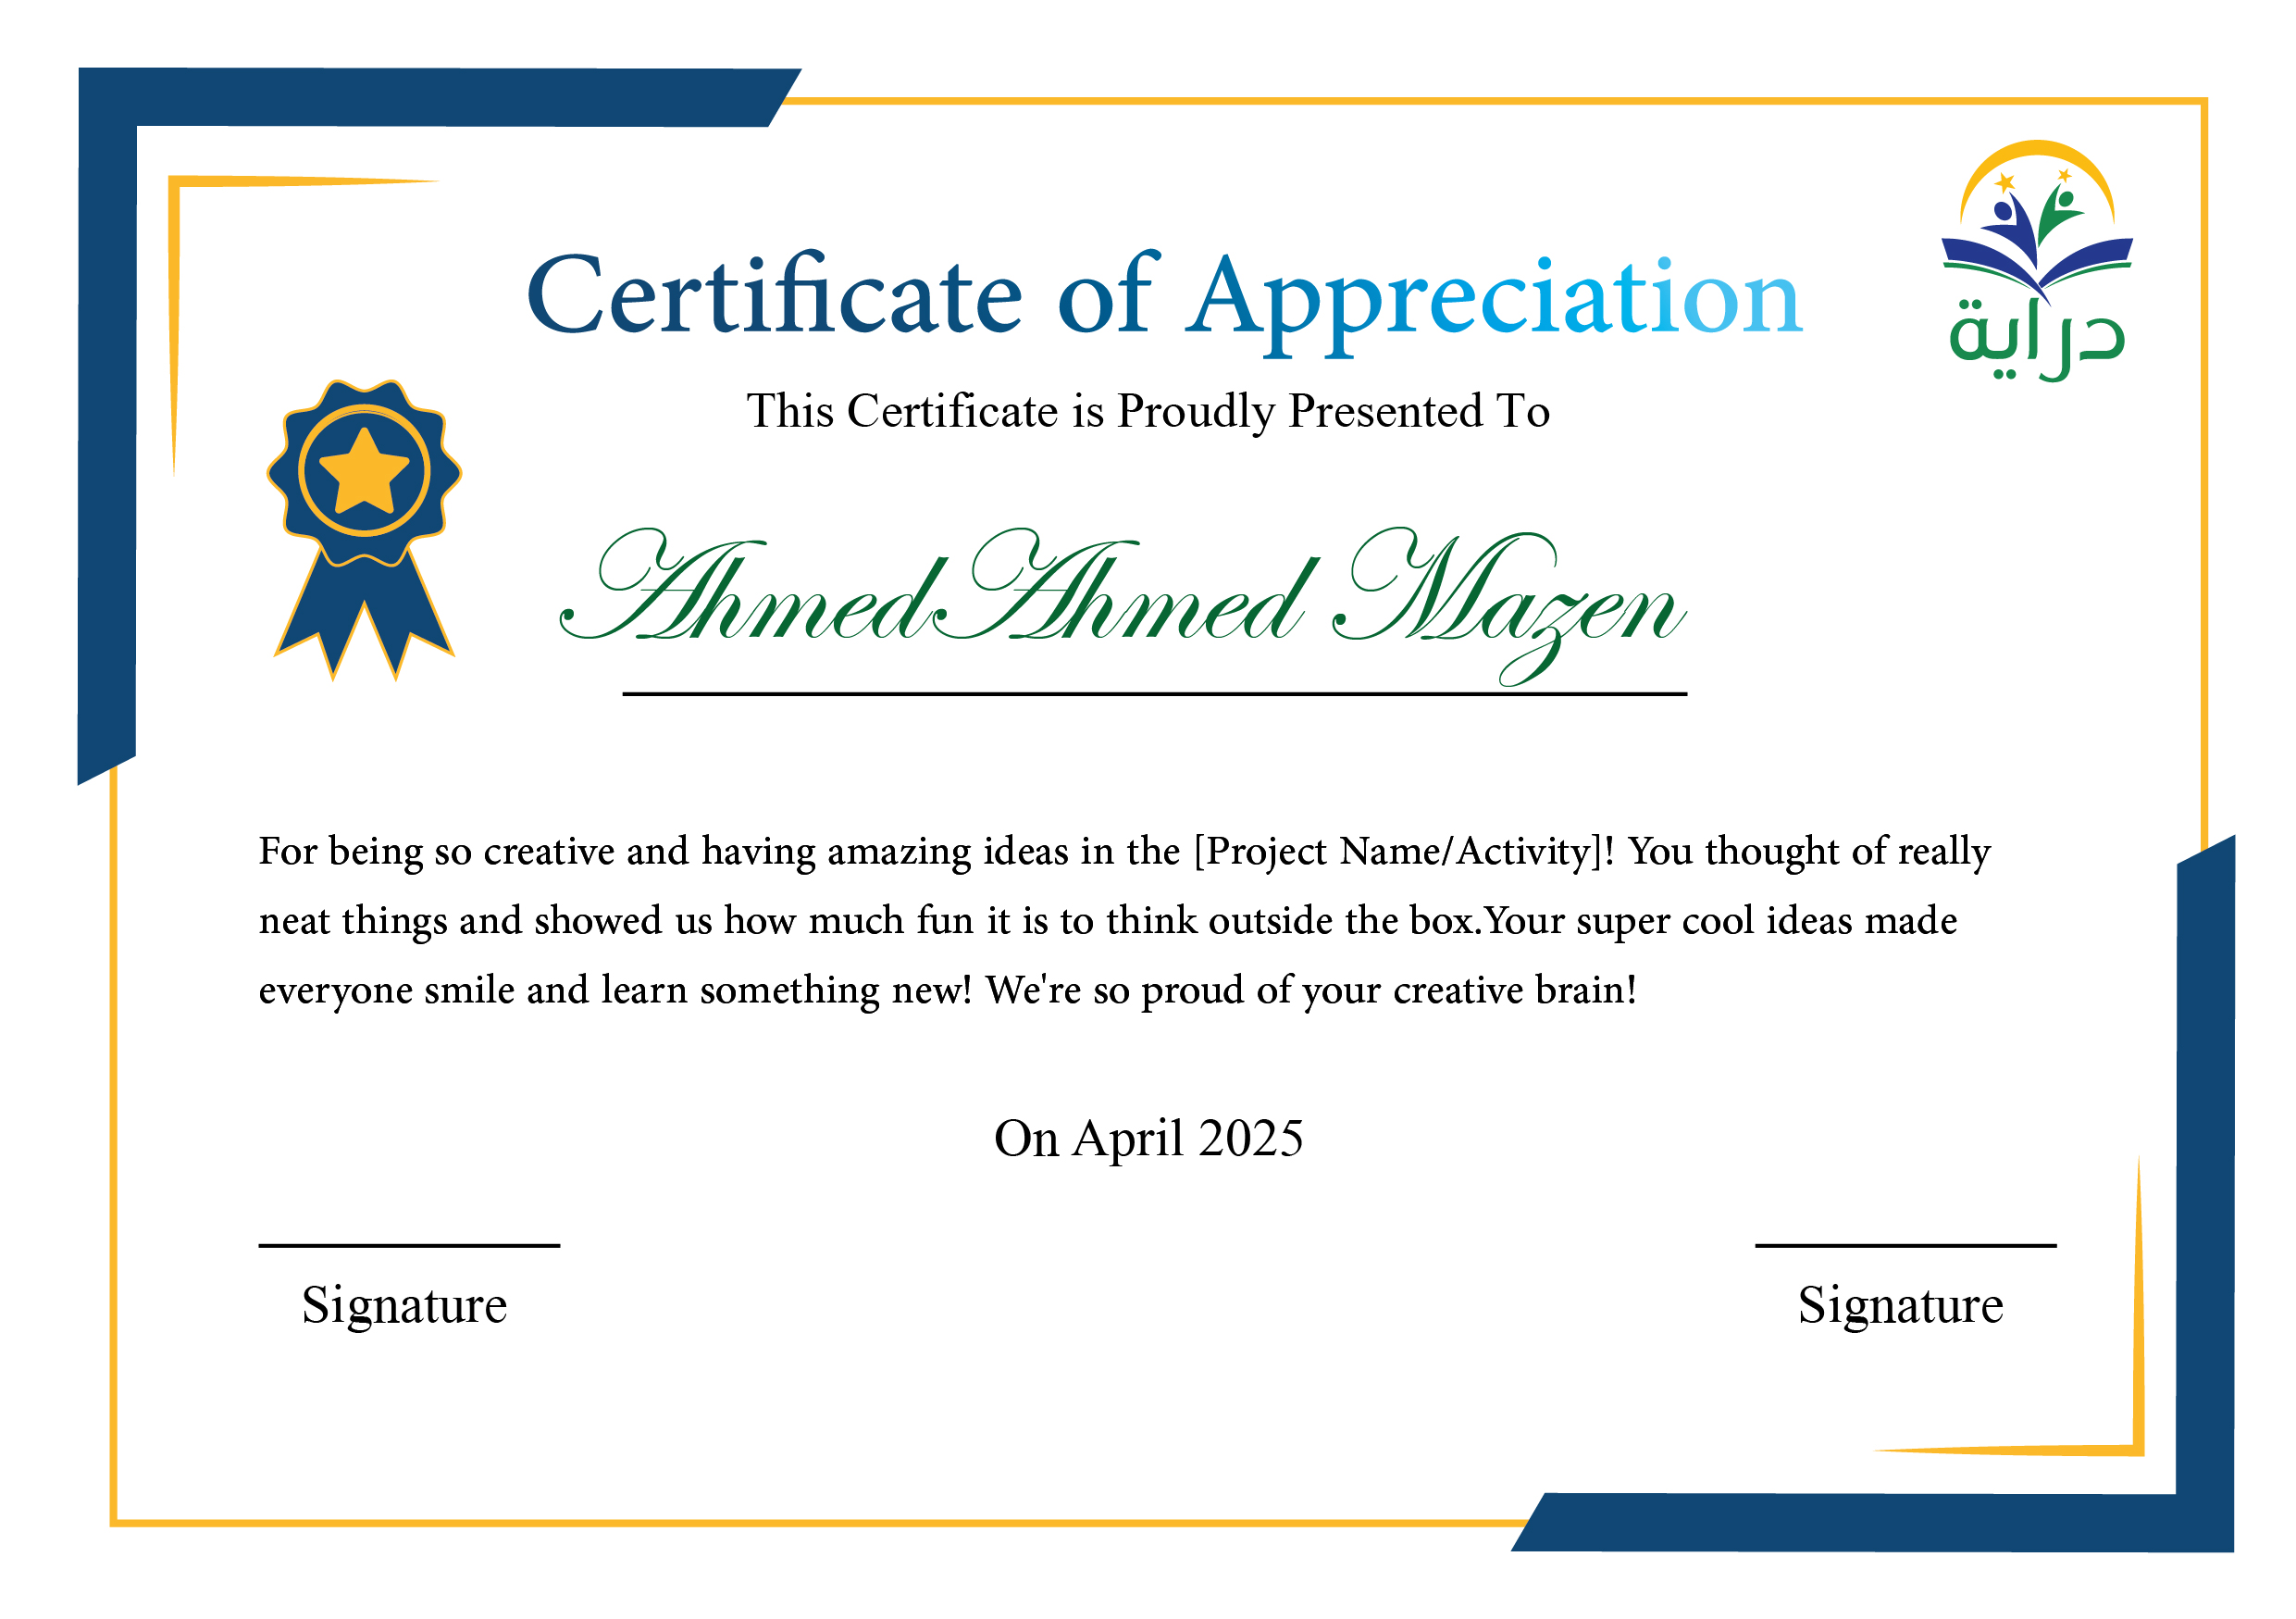 Certificate of Appreciation
دراية
This Certificate is Proudly Presented To
AhmedAhmed Mazen
For being so creative and having amazing ideas in the [Project Name/Activity]! You thought of really
neat things and showed us how much fun it is to think outside the box.Your super cool ideas made
everyone smile and learn something new! We're so proud of your creative brain!
On April 2025
Signature
Signature